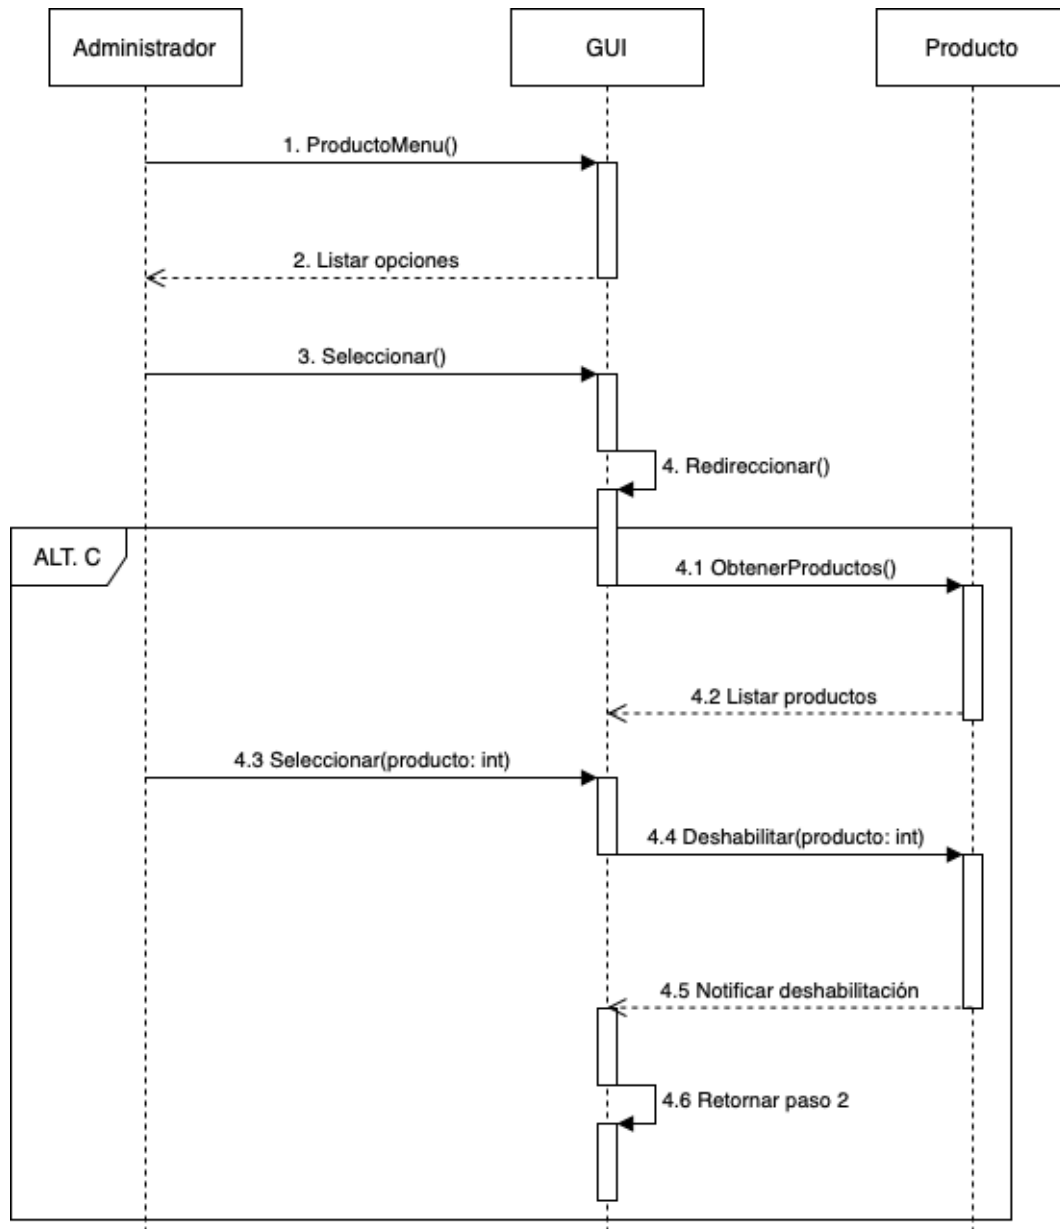 Administrador
GUI
Producto
1. ProductoMenu()
2. Listar opciones
3. Seleccionar()
4. Redireccionar()
ALT. C
4.1 ObtenerProductos()
4.2 Listar productos
4.3 Seleccionar(producto: int)
4.4 Deshabilitar(producto: int)
4.5 Notificar deshabilitación
4.6 Retornar paso 2